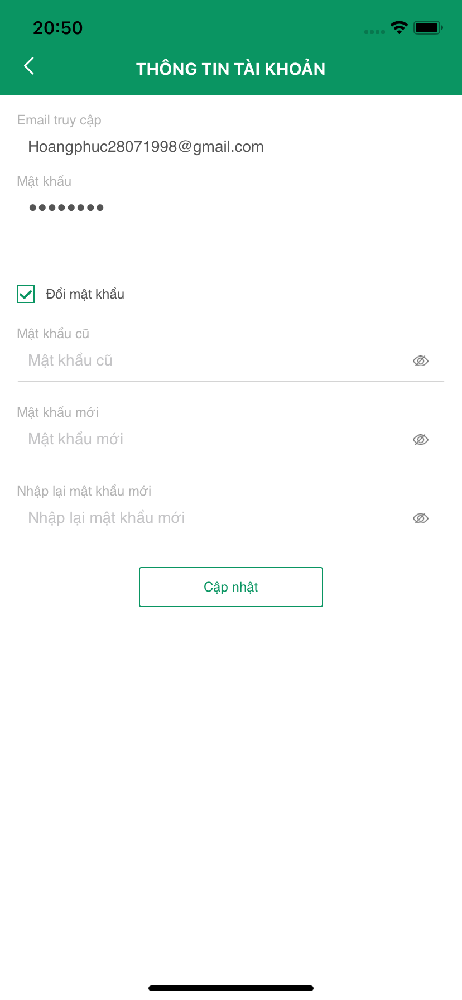 20:50
THÔNG TIN TÀI KHOẢN
Email truy cập
Hoangphuc28071998@gmail.com
Mật khẩu
••••••••
Đổi mật khẩu
Mật khẩu cũ
Mật khẩu cũ
Mật khẩu mới
Mật khẩu mới
Nhập lại mật khẩu mới
Nhập lại mật khẩu mới
Cập nhật